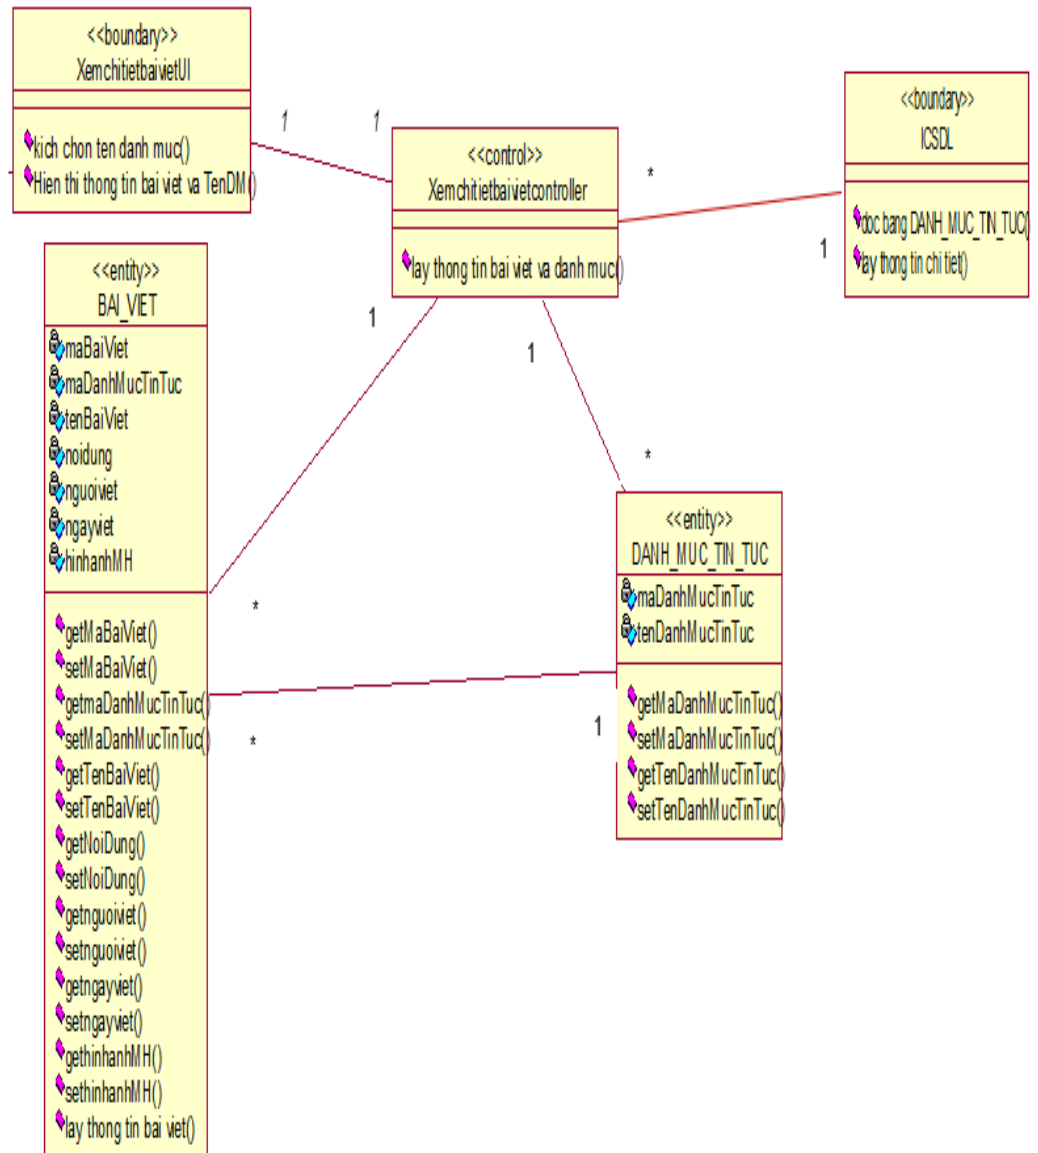 <<boundary>>
XemchitietbaivietUI
kich chon ten danh muc()
Hien thi thong tin bai viet va TenDM()
1
1
<<control>>
Xemchitietbaivietcontroller
lay thong tin bai viet va danh muc()
*
1
<<boundary>>
ICSDL
doc bang DANH_MUC_TIN_TUC()
lay thong tin chi tiet()
1
1
<<entity>>
BAI_VIET
maBaiViet
maDanhMucTinTuc
tenBaiViet
noidung
nguoiviet
ngayviet
hinhanhMH
getMaBaiViet()
setMaBaiViet()
getmaDanhMucTinTuc()
setMaDanhMucTinTuc()
getTenBaiViet()
setTenBaiViet()
getNoiDung()
setNoiDung()
getnguoiviet()
setnguoiviet()
getngayviet()
setngayviet()
gethinhanhMH()
sethinhanhMH()
lay thong tin bai viet()
*
*
*
1
<<entity>>
DANH_MUC_TIN_TUC
maDanhMucTinTuc
tenDanhMucTinTuc
getMaDanhMucTinTuc()
setMaDanhMucTinTuc()
getTenDanhMucTinTuc()
setTenDanhMucTinTuc()